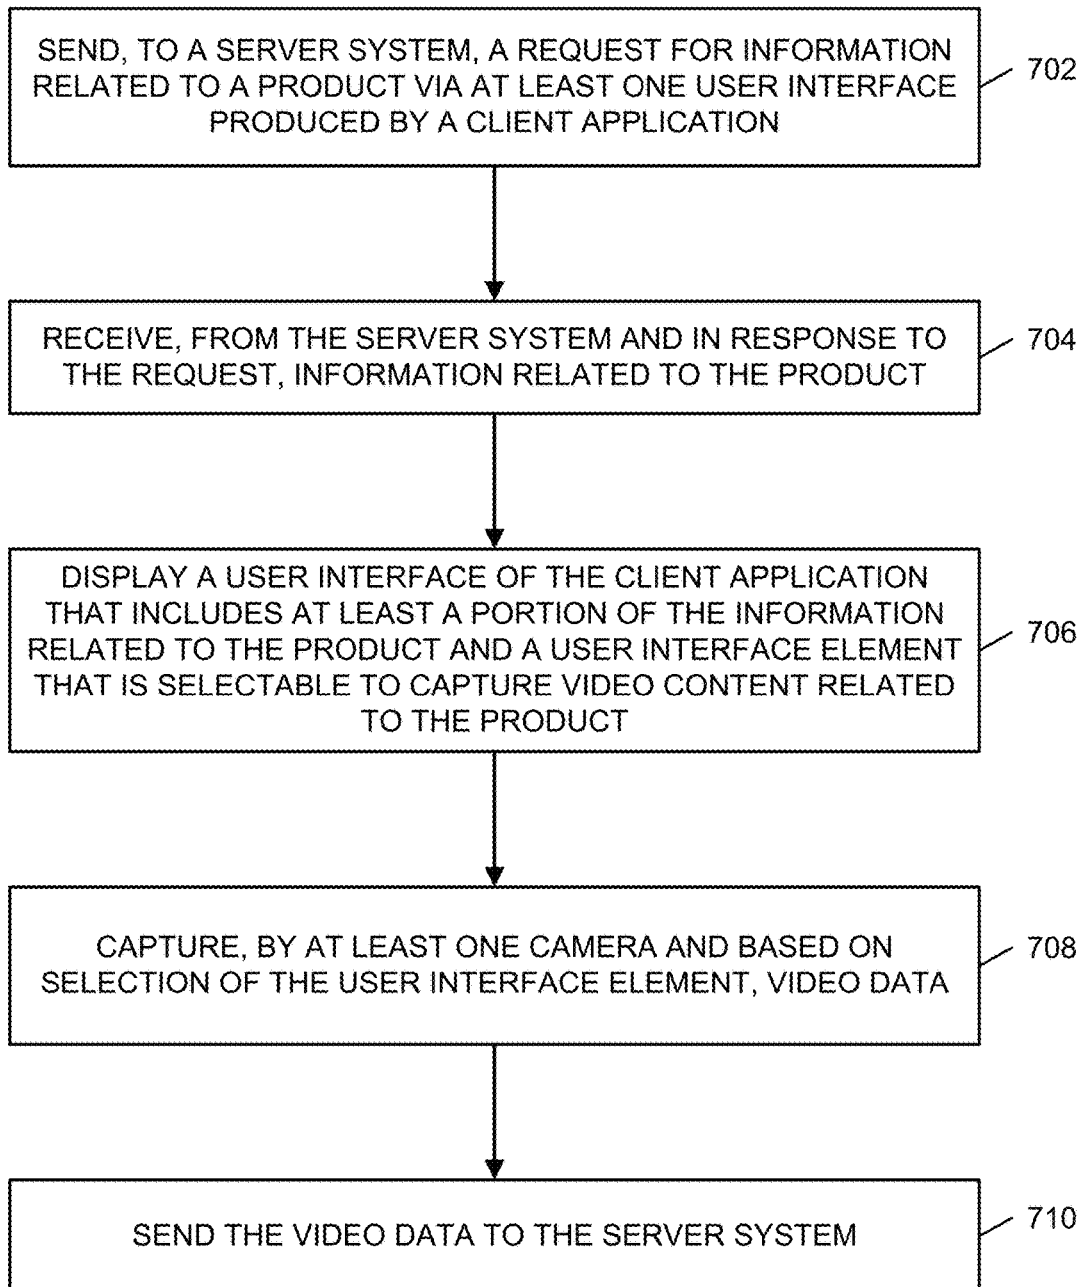 SEND, TO A SERVER SYSTEM, A REQUEST FOR INFORMATION
RELATED TO A PRODUCT VIA AT LEAST ONE USER INTERFACE
PRODUCED BY A CLIENT APPLICATION
702
RECEIVE, FROM THE SERVER SYSTEM AND IN RESPONSE TO
THE REQUEST, INFORMATION RELATED TO THE PRODUCT
704
DISPLAY A USER INTERFACE OF THE CLIENT APPLICATION
THAT INCLUDES AT LEAST A PORTION OF THE INFORMATION
RELATED TO THE PRODUCT AND A USER INTERFACE ELEMENT
THAT IS SELECTABLE TO CAPTURE VIDEO CONTENT RELATED
TO THE PRODUCT
706
CAPTURE, BY AT LEAST ONE CAMERA AND BASED ON
SELECTION OF THE USER INTERFACE ELEMENT, VIDEO DATA
708
SEND THE VIDEO DATA TO THE SERVER SYSTEM
710